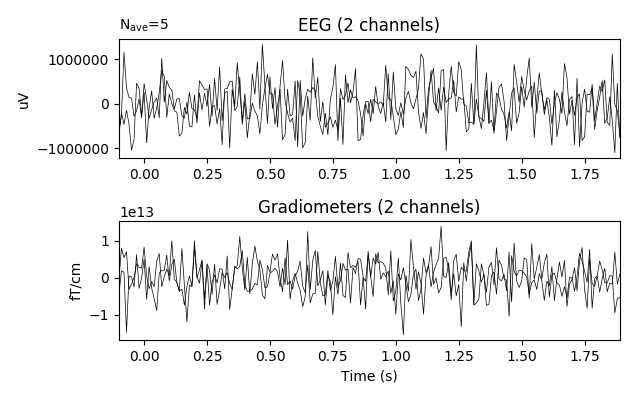 N_ave=5
EEG (2 channels)
1000000
0
−1000000
uV
0.00 0.25 0.50 0.75 1.00 1.25 1.50 1.75
1e13
Gradiometers (2 channels)
1
0
−1
fT/cm
0.00 0.25 0.50 0.75 1.00 1.25 1.50 1.75
Time (s)